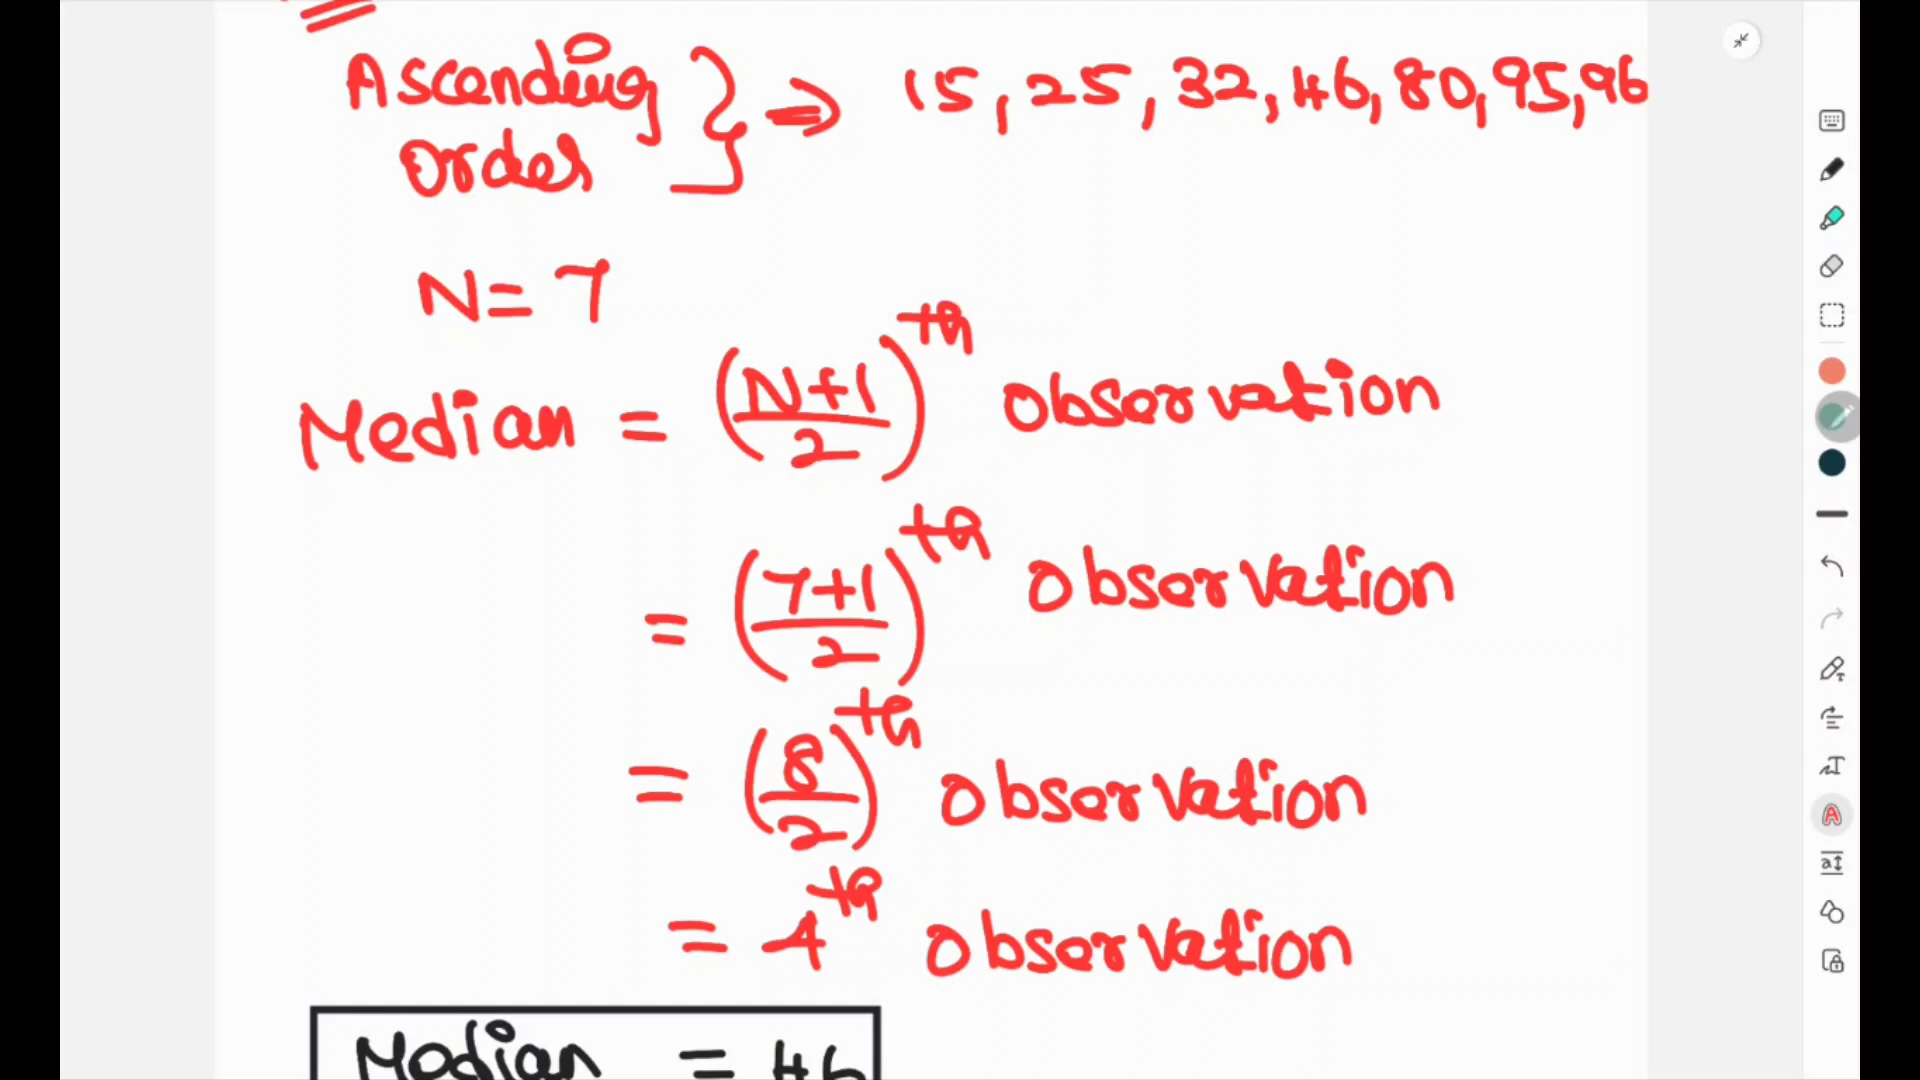 Ascending } ⇒ 15, 25, 32, 46, 80, 95, 96
order
N = 7
Median = (N+1/2)th observation
= (7+1/2)th observation
= (8/2)th observation
= 4th observation
Median = 46